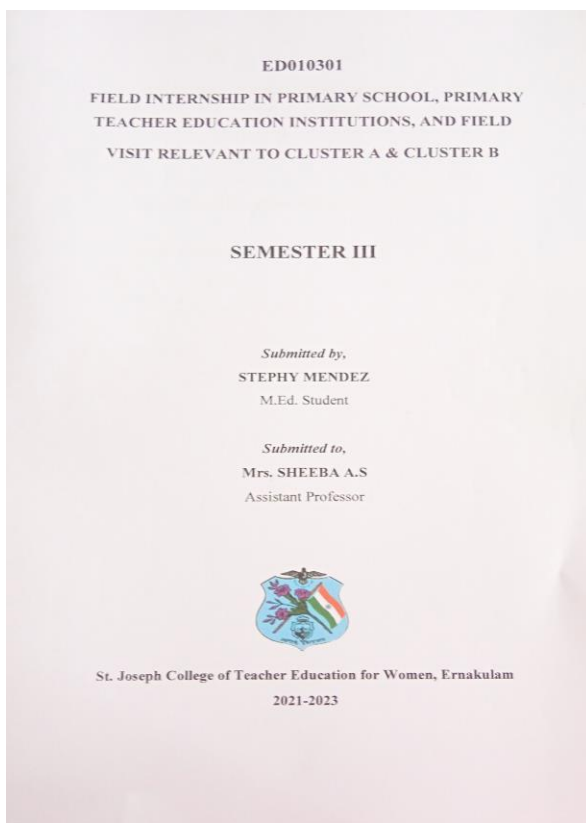 ED010301
FIELD INTERNSHIP IN PRIMARY SCHOOL, PRIMARY
TEACHER EDUCATION INSTITUTIONS, AND FIELD
VISIT RELEVANT TO CLUSTER A & CLUSTER B
SEMESTER III
Submitted by,
STEPHY MENDEZ
M.Ed. Student
Submitted to,
Mrs. SHEEBA A.S
Assistant Professor
St. Joseph College of Teacher Education for Women, Ernakulam
2021-2023